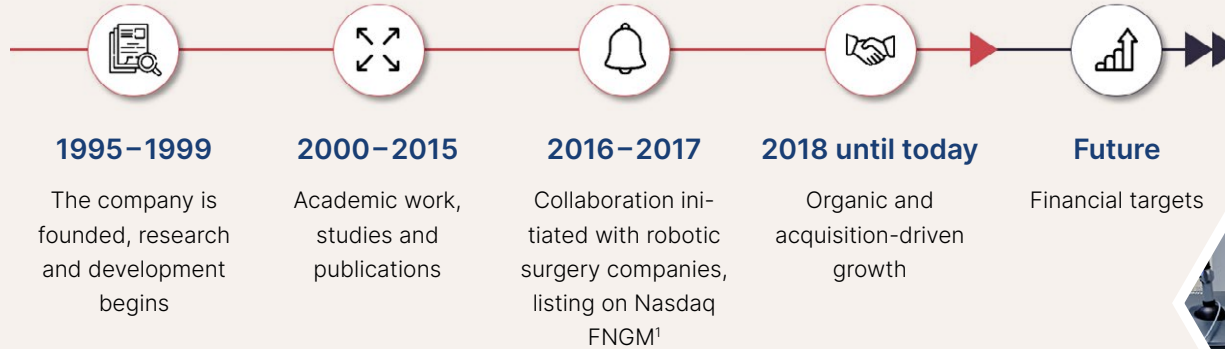 1995–1999
The company is
founded, research
and development
begins
2000–2015
Academic work,
studies and
publications
2016–2017
Collaboration ini-
tiated with robotic
surgery companies,
listing on Nasdaq
FNGM¹
2018 until today
Organic and
acquisition-driven
growth
Future
Financial targets